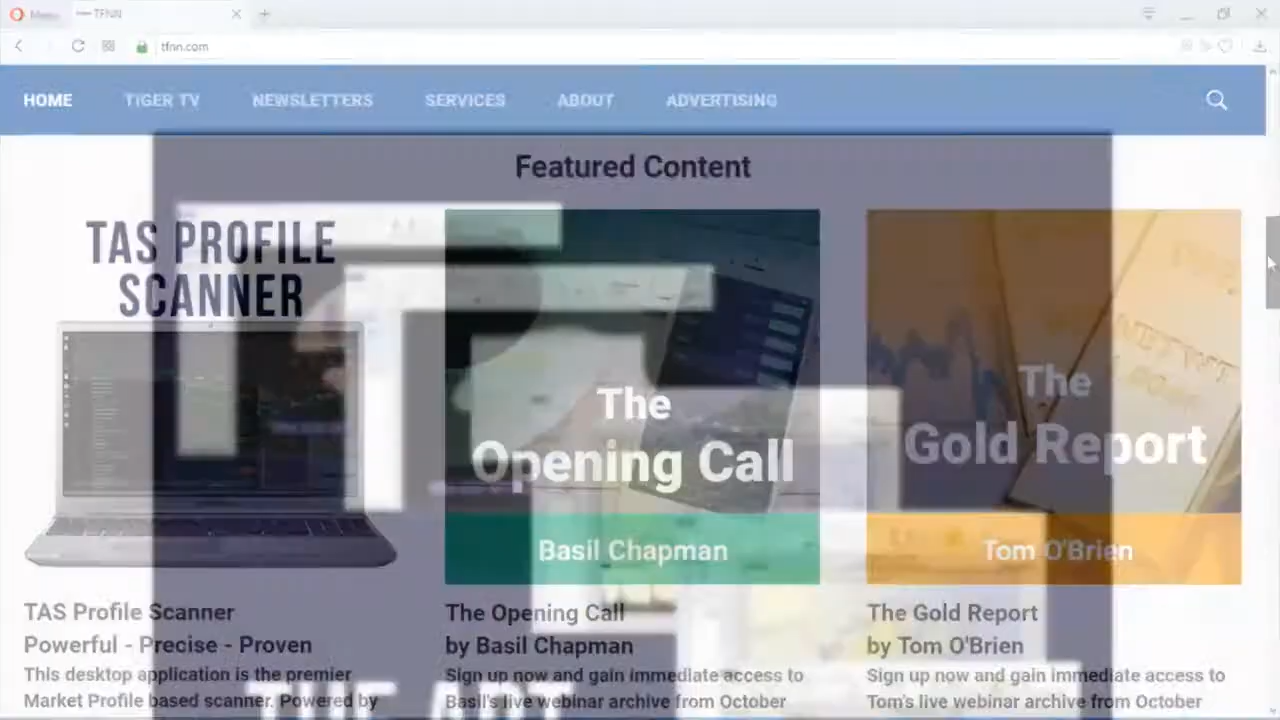 TFNN
tfnn.com
HOME
TIGER TV
NEWSLETTERS
SERVICES
ABOUT
ADVERTISING
Featured Content
TAS PROFILE
SCANNER
The
Opening Call
Basil Chapman
The
Gold Report
Tom O'Brien
TAS Profile Scanner
Powerful - Precise - Proven
This desktop application is the premier
Market Profile based scanner. Powered by
The Opening Call
by Basil Chapman
Sign up now and gain immediate access to
Basil's live webinar archive from October
The Gold Report
by Tom O'Brien
Sign up now and gain immediate access to
Tom's live webinar archive from October
THE ART